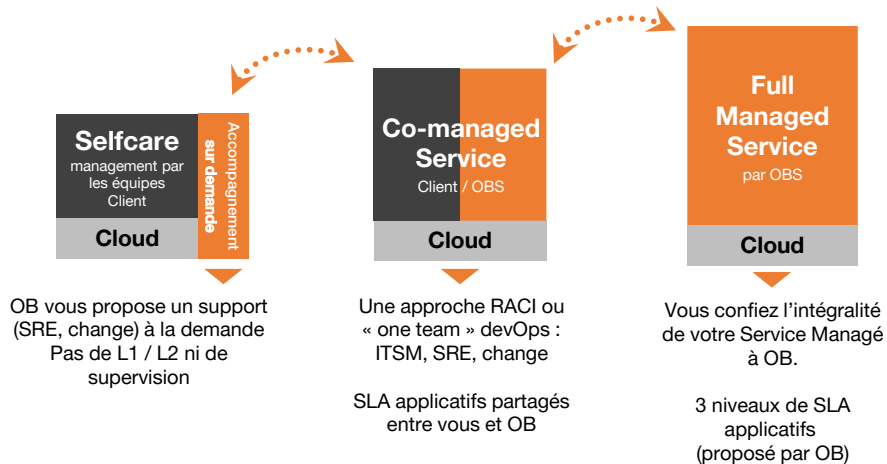 Selfcare
management par
les équipes
Client
Accompagnement
sur demande
Cloud
OB vous propose un support
(SRE, change) à la demande
Pas de L1 / L2 ni de
supervision
Co-managed
Service
Client / OBS
Cloud
Une approche RACI ou
« one team » devOps :
ITSM, SRE, change
SLA applicatifs partagés
entre vous et OB
Full
Managed
Service
par OBS
Cloud
Vous confiez l’intégralité
de votre Service Managé
à OB.
3 niveaux de SLA
applicatifs
(proposé par OB)